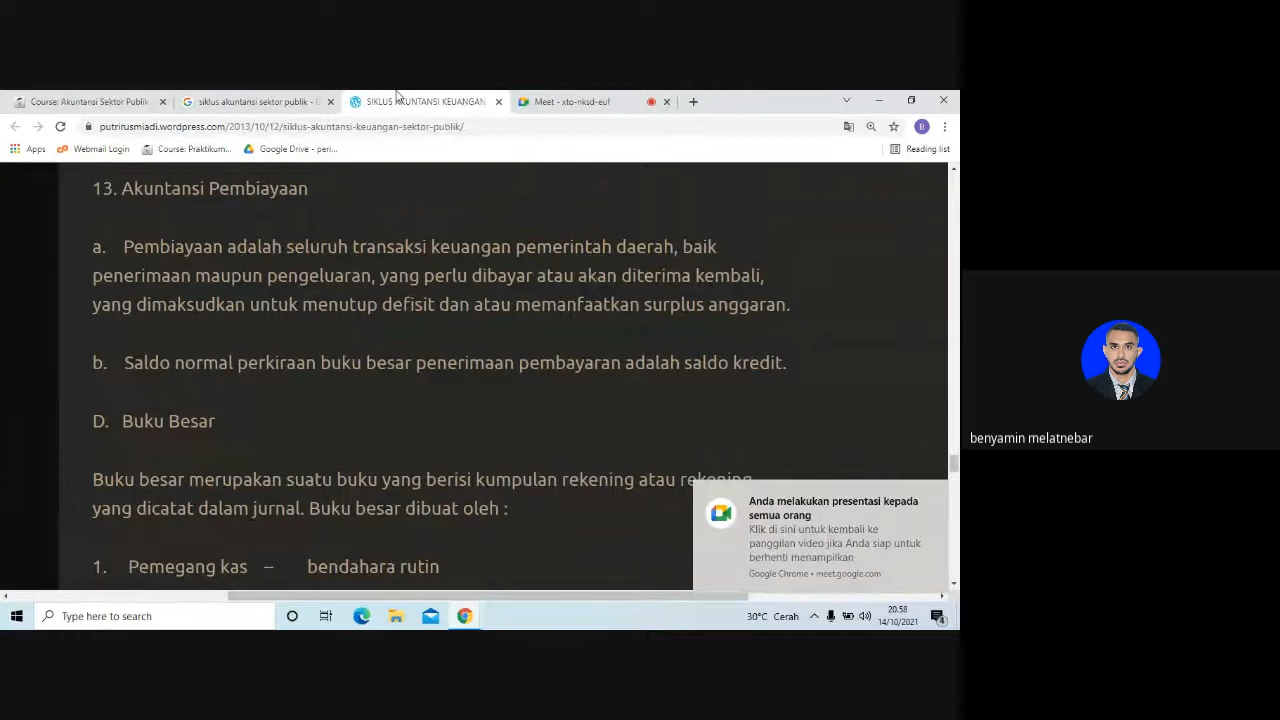 Course: Akuntansi Sektor Publik
siklus akuntansi sektor publik -
SIKLUS AKUNTANSI KEUANGAN
Meet - xto-nksd-euf
putrirusmiadi.wordpress.com/2013/10/12/siklus-akuntansi-keuangan-sektor-publik/
B
Apps
Webmail Login
Course: Praktikum...
Google Drive - peri...
Reading list
13. Akuntansi Pembiayaan
a. Pembiayaan adalah seluruh transaksi keuangan pemerintah daerah, baik
penerimaan maupun pengeluaran, yang perlu dibayar atau akan diterima kembali,
yang dimaksudkan untuk menutup defisit dan atau memanfaatkan surplus anggaran.
b. Saldo normal perkiraan buku besar penerimaan pembayaran adalah saldo kredit.
D. Buku Besar
Buku besar merupakan suatu buku yang berisi kumpulan rekening atau rekening
yang dicatat dalam jurnal. Buku besar dibuat oleh :
1. Pemegang kas – bendahara rutin
Anda melakukan presentasi kepada
semua orang
Klik di sini untuk kembali ke
panggilan video jika Anda siap untuk
berhenti menampilkan
Google Chrome • meet.google.com
Type here to search
30°C Cerah
20.58
14/10/2021
4
benyamin melatnebar